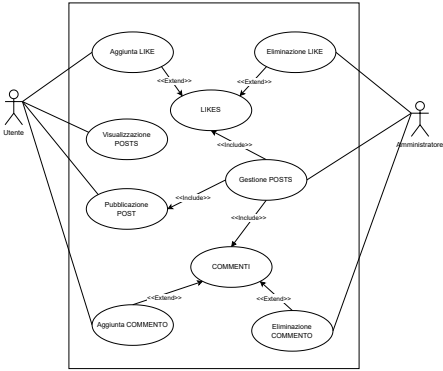 Aggiunta LIKE
Eliminazione LIKE
<<Extend>>
<<Extend>>
LIKES
Utente
Visualizzazione
POSTS
<<Include>>
Amministratore
Gestione POSTS
<<Include>>
Pubblicazione
POST
<<Include>>
COMMENTI
<<Extend>>
<<Extend>>
Aggiunta COMMENTO
Eliminazione
COMMENTO